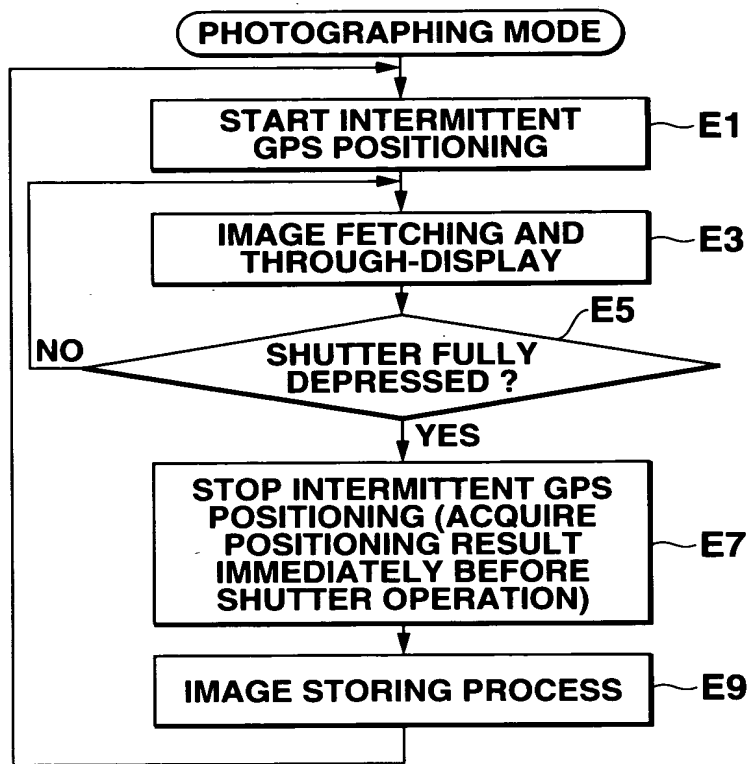 PHOTOGRAPHING MODE
START INTERMITTENT
GPS POSITIONING
E1
IMAGE FETCHING AND
THROUGH-DISPLAY
E3
E5
SHUTTER FULLY
DEPRESSED ?
NO
YES
STOP INTERMITTENT GPS
POSITIONING (ACQUIRE
POSITIONING RESULT
IMMEDIATELY BEFORE
SHUTTER OPERATION)
E7
IMAGE STORING PROCESS
E9